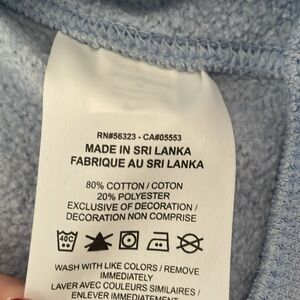 RN#56323 - CA#05553
MADE IN SRI LANKA
FABRIQUE AU SRI LANKA
80% COTTON / COTON
20% POLYESTER
EXCLUSIVE OF DECORATION /
DECORATION NON COMPRISE
40C
WASH WITH LIKE COLORS / REMOVE
IMMEDIATELY
LAVER AVEC COULEURS SIMILAIRES /
ENLEVER IMMEDIATEMENT